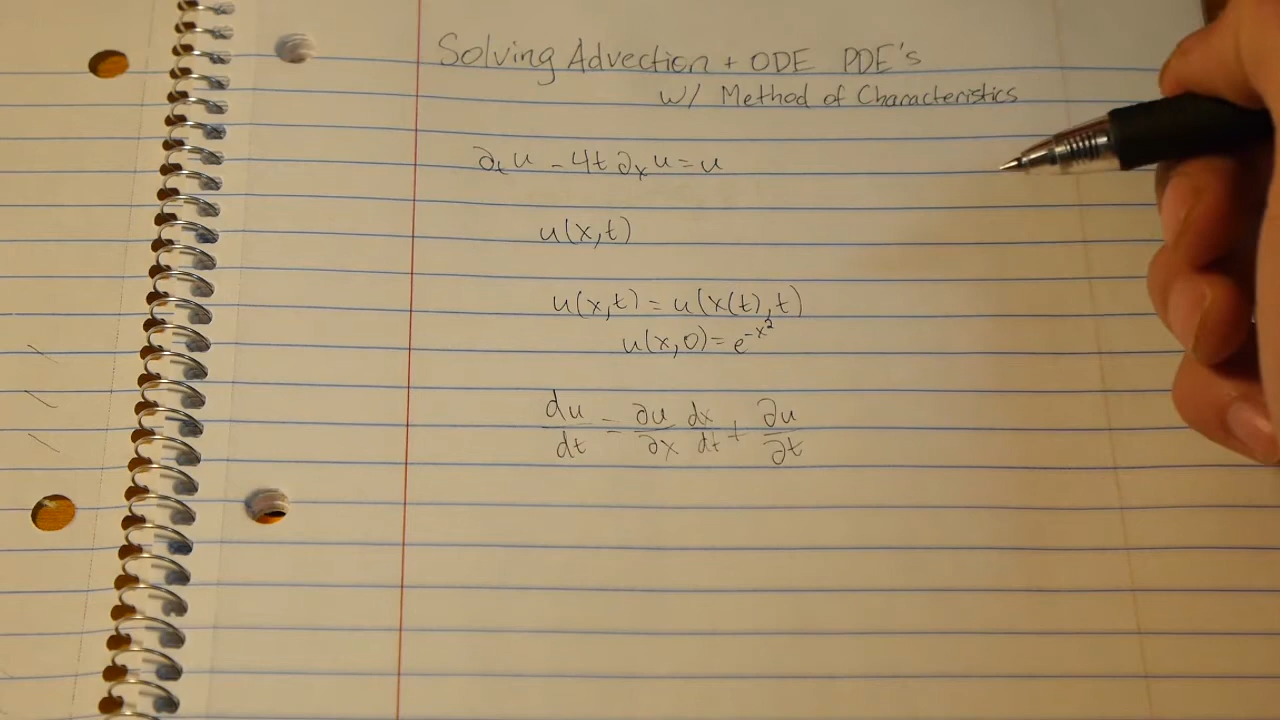 Solving Advection + ODE PDE's
w/ Method of Characteristics
∂ₜu - 4t ∂ₓu = u
u(x,t)
u(x,t) = u(x(t),t)
u(x,0) = e^{-x²}
du/dt = ∂u/∂x dx/dt + ∂u/∂t